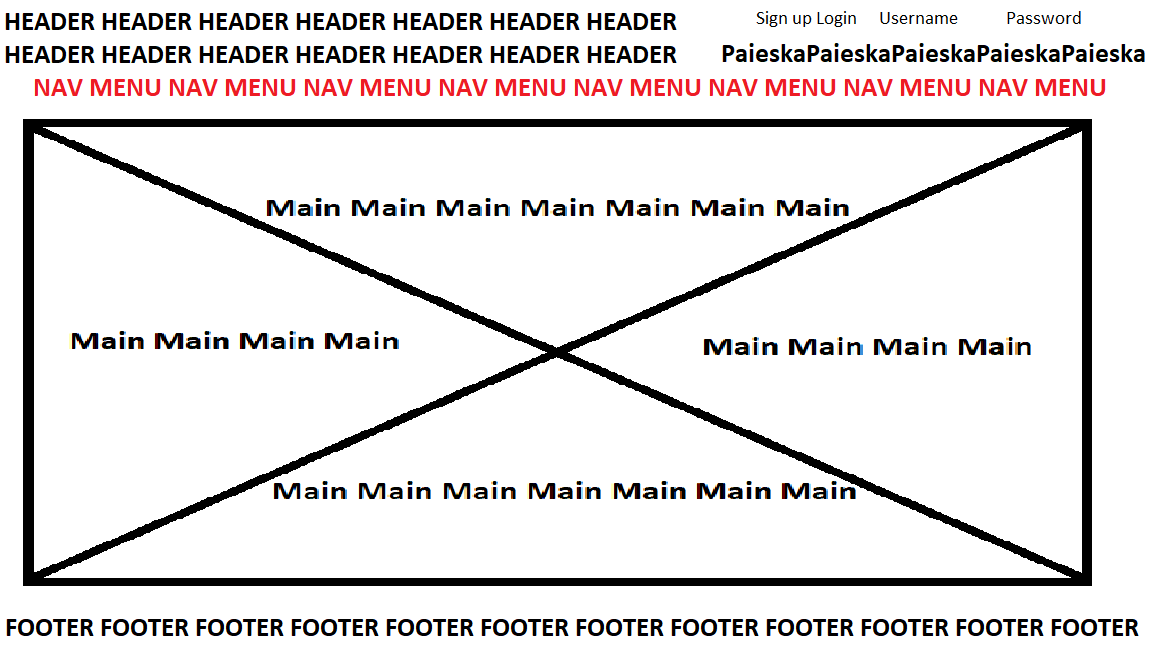 HEADER HEADER HEADER HEADER HEADER HEADER HEADER
Sign up Login Username Password
HEADER HEADER HEADER HEADER HEADER HEADER HEADER
PaieskaPaieskaPaieskaPaieskaPaieska
NAV MENU NAV MENU NAV MENU NAV MENU NAV MENU NAV MENU NAV MENU NAV MENU
Main Main Main Main Main Main Main
Main Main Main Main
Main Main Main Main
Main Main Main Main Main Main Main
FOOTER FOOTER FOOTER FOOTER FOOTER FOOTER FOOTER FOOTER FOOTER FOOTER FOOTER FOOTER